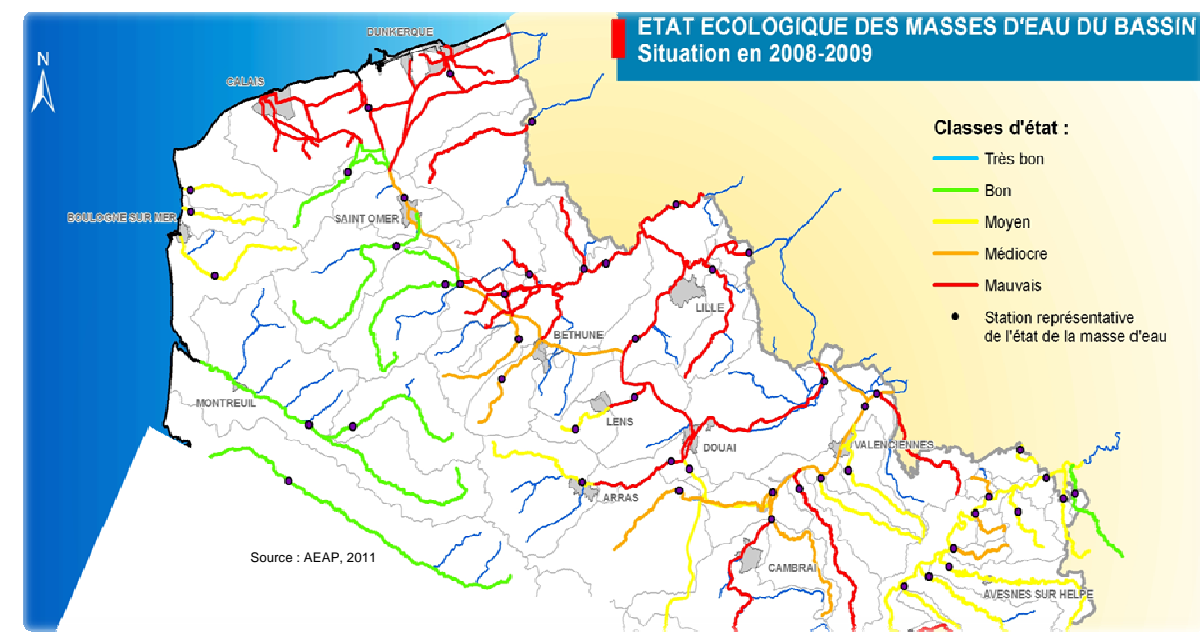 ETAT ECOLOGIQUE DES MASSES D'EAU DU BASSIN
Situation en 2008-2009
N
DUNKERQUE
CALAIS
Classes d'état :
Très bon
Bon
Moyen
Médiocre
Mauvais
Station représentative
de l'état de la masse d'eau
BOULOGNE SUR MER
SAINT OMER
LILLE
BETHUNE
MONTREUIL
LENS
DOUAI
VALENCIENNES
ARRAS
Source : AEAP, 2011
CAMBRAI
AVESNES SUR HELPE